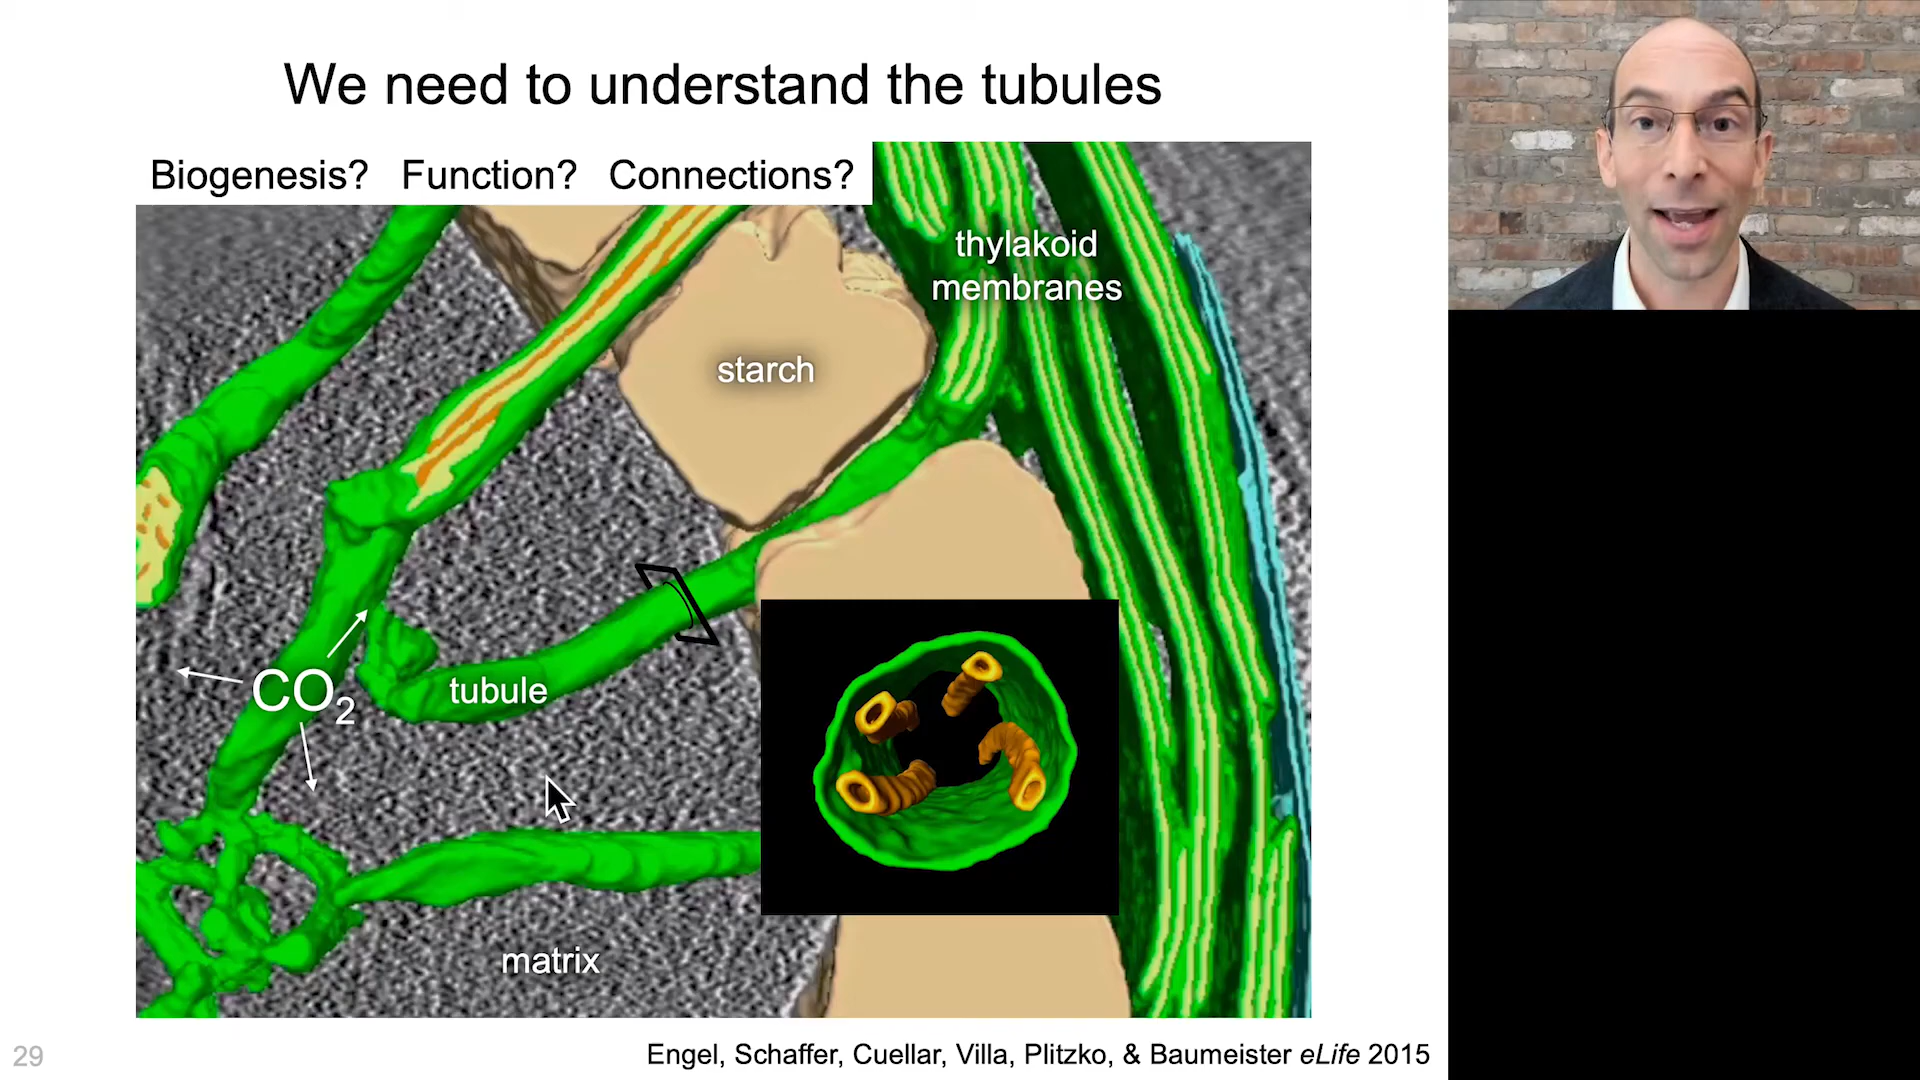 We need to understand the tubules
Biogenesis? Function? Connections?
thylakoid
membranes
starch
CO2
tubule
matrix
29
Engel, Schaffer, Cuellar, Villa, Plitzko, & Baumeister eLife 2015